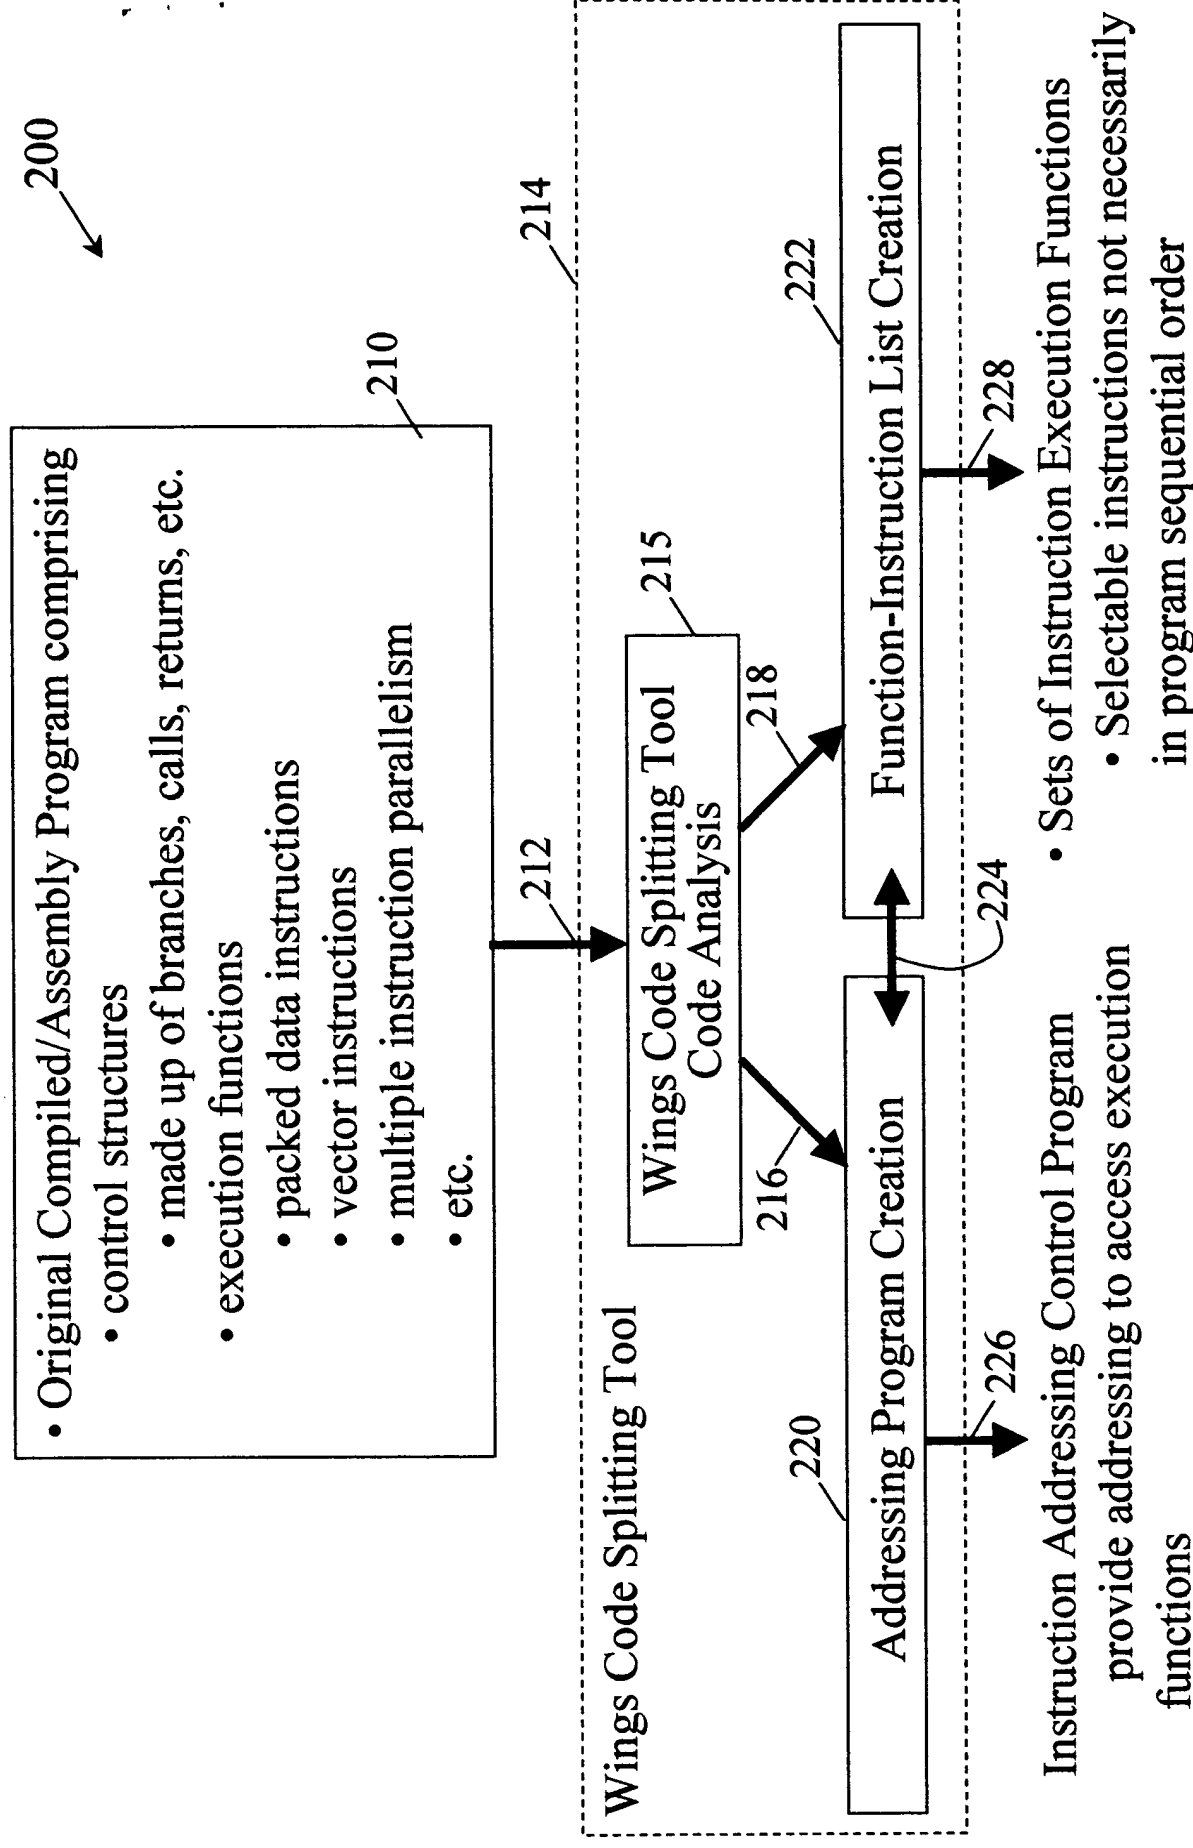 200
• Original Compiled/Assembly Program comprising
• control structures
• made up of branches, calls, returns, etc.
• execution functions
• packed data instructions
• vector instructions
• multiple instruction parallelism
• etc.
210
212
214
Wings Code Splitting Tool
215
Wings Code Splitting Tool
Code Analysis
216
218
220
Addressing Program Creation
222
Function-Instruction List Creation
224
226
228
Instruction Addressing Control Program
provide addressing to access execution
functions
• Sets of Instruction Execution Functions
• Selectable instructions not necessarily
in program sequential order